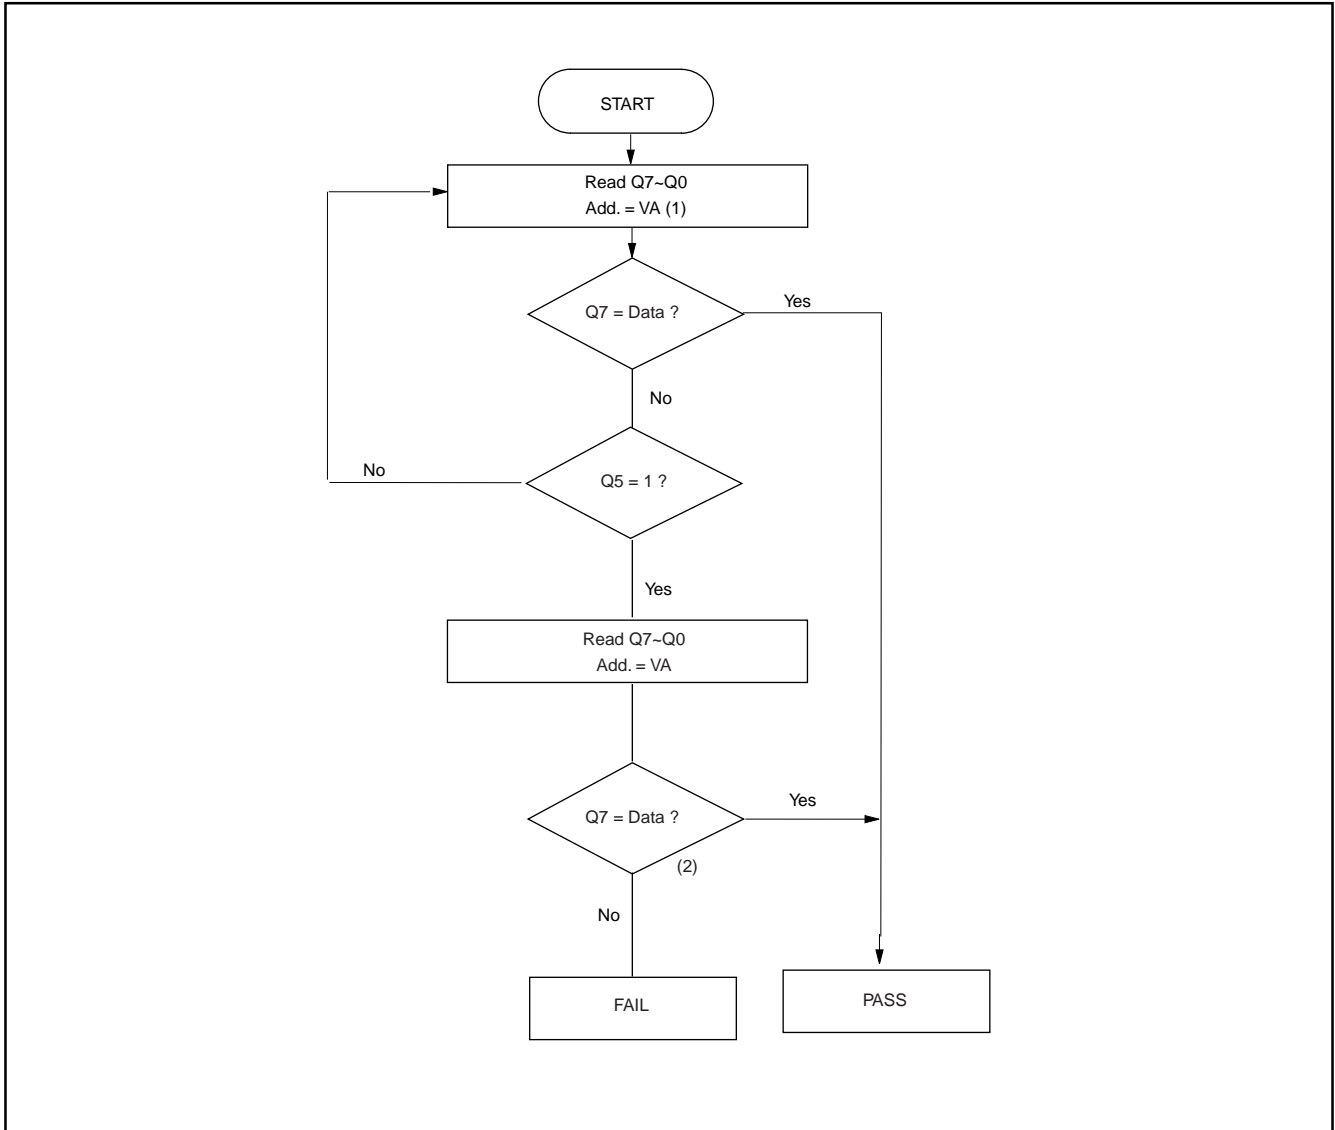 START
Read Q7~Q0
Add. = VA (1)
Q7 = Data ?
Yes
No
Q5 = 1 ?
No
Yes
Read Q7~Q0
Add. = VA
Q7 = Data ?
Yes
(2)
No
FAIL
PASS